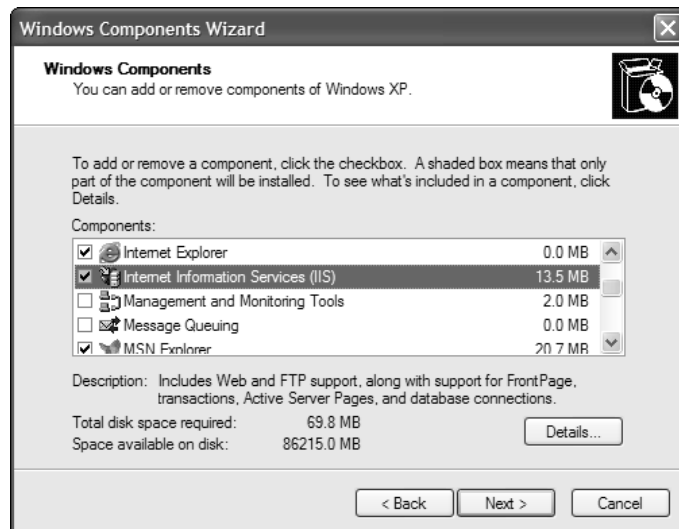 Windows Components Wizard
Windows Components
You can add or remove components of Windows XP.
To add or remove a component, click the checkbox. A shaded box means that only
part of the component will be installed. To see what's included in a component, click
Details.
Components:
Internet Explorer 0.0 MB
Internet Information Services (IIS) 13.5 MB
Management and Monitoring Tools 2.0 MB
Message Queuing 0.0 MB
MSN Explorer 20.7 MB
Description: Includes Web and FTP support, along with support for FrontPage,
transactions, Active Server Pages, and database connections.
Total disk space required: 69.8 MB
Space available on disk: 86215.0 MB
Details...
< Back Next > Cancel